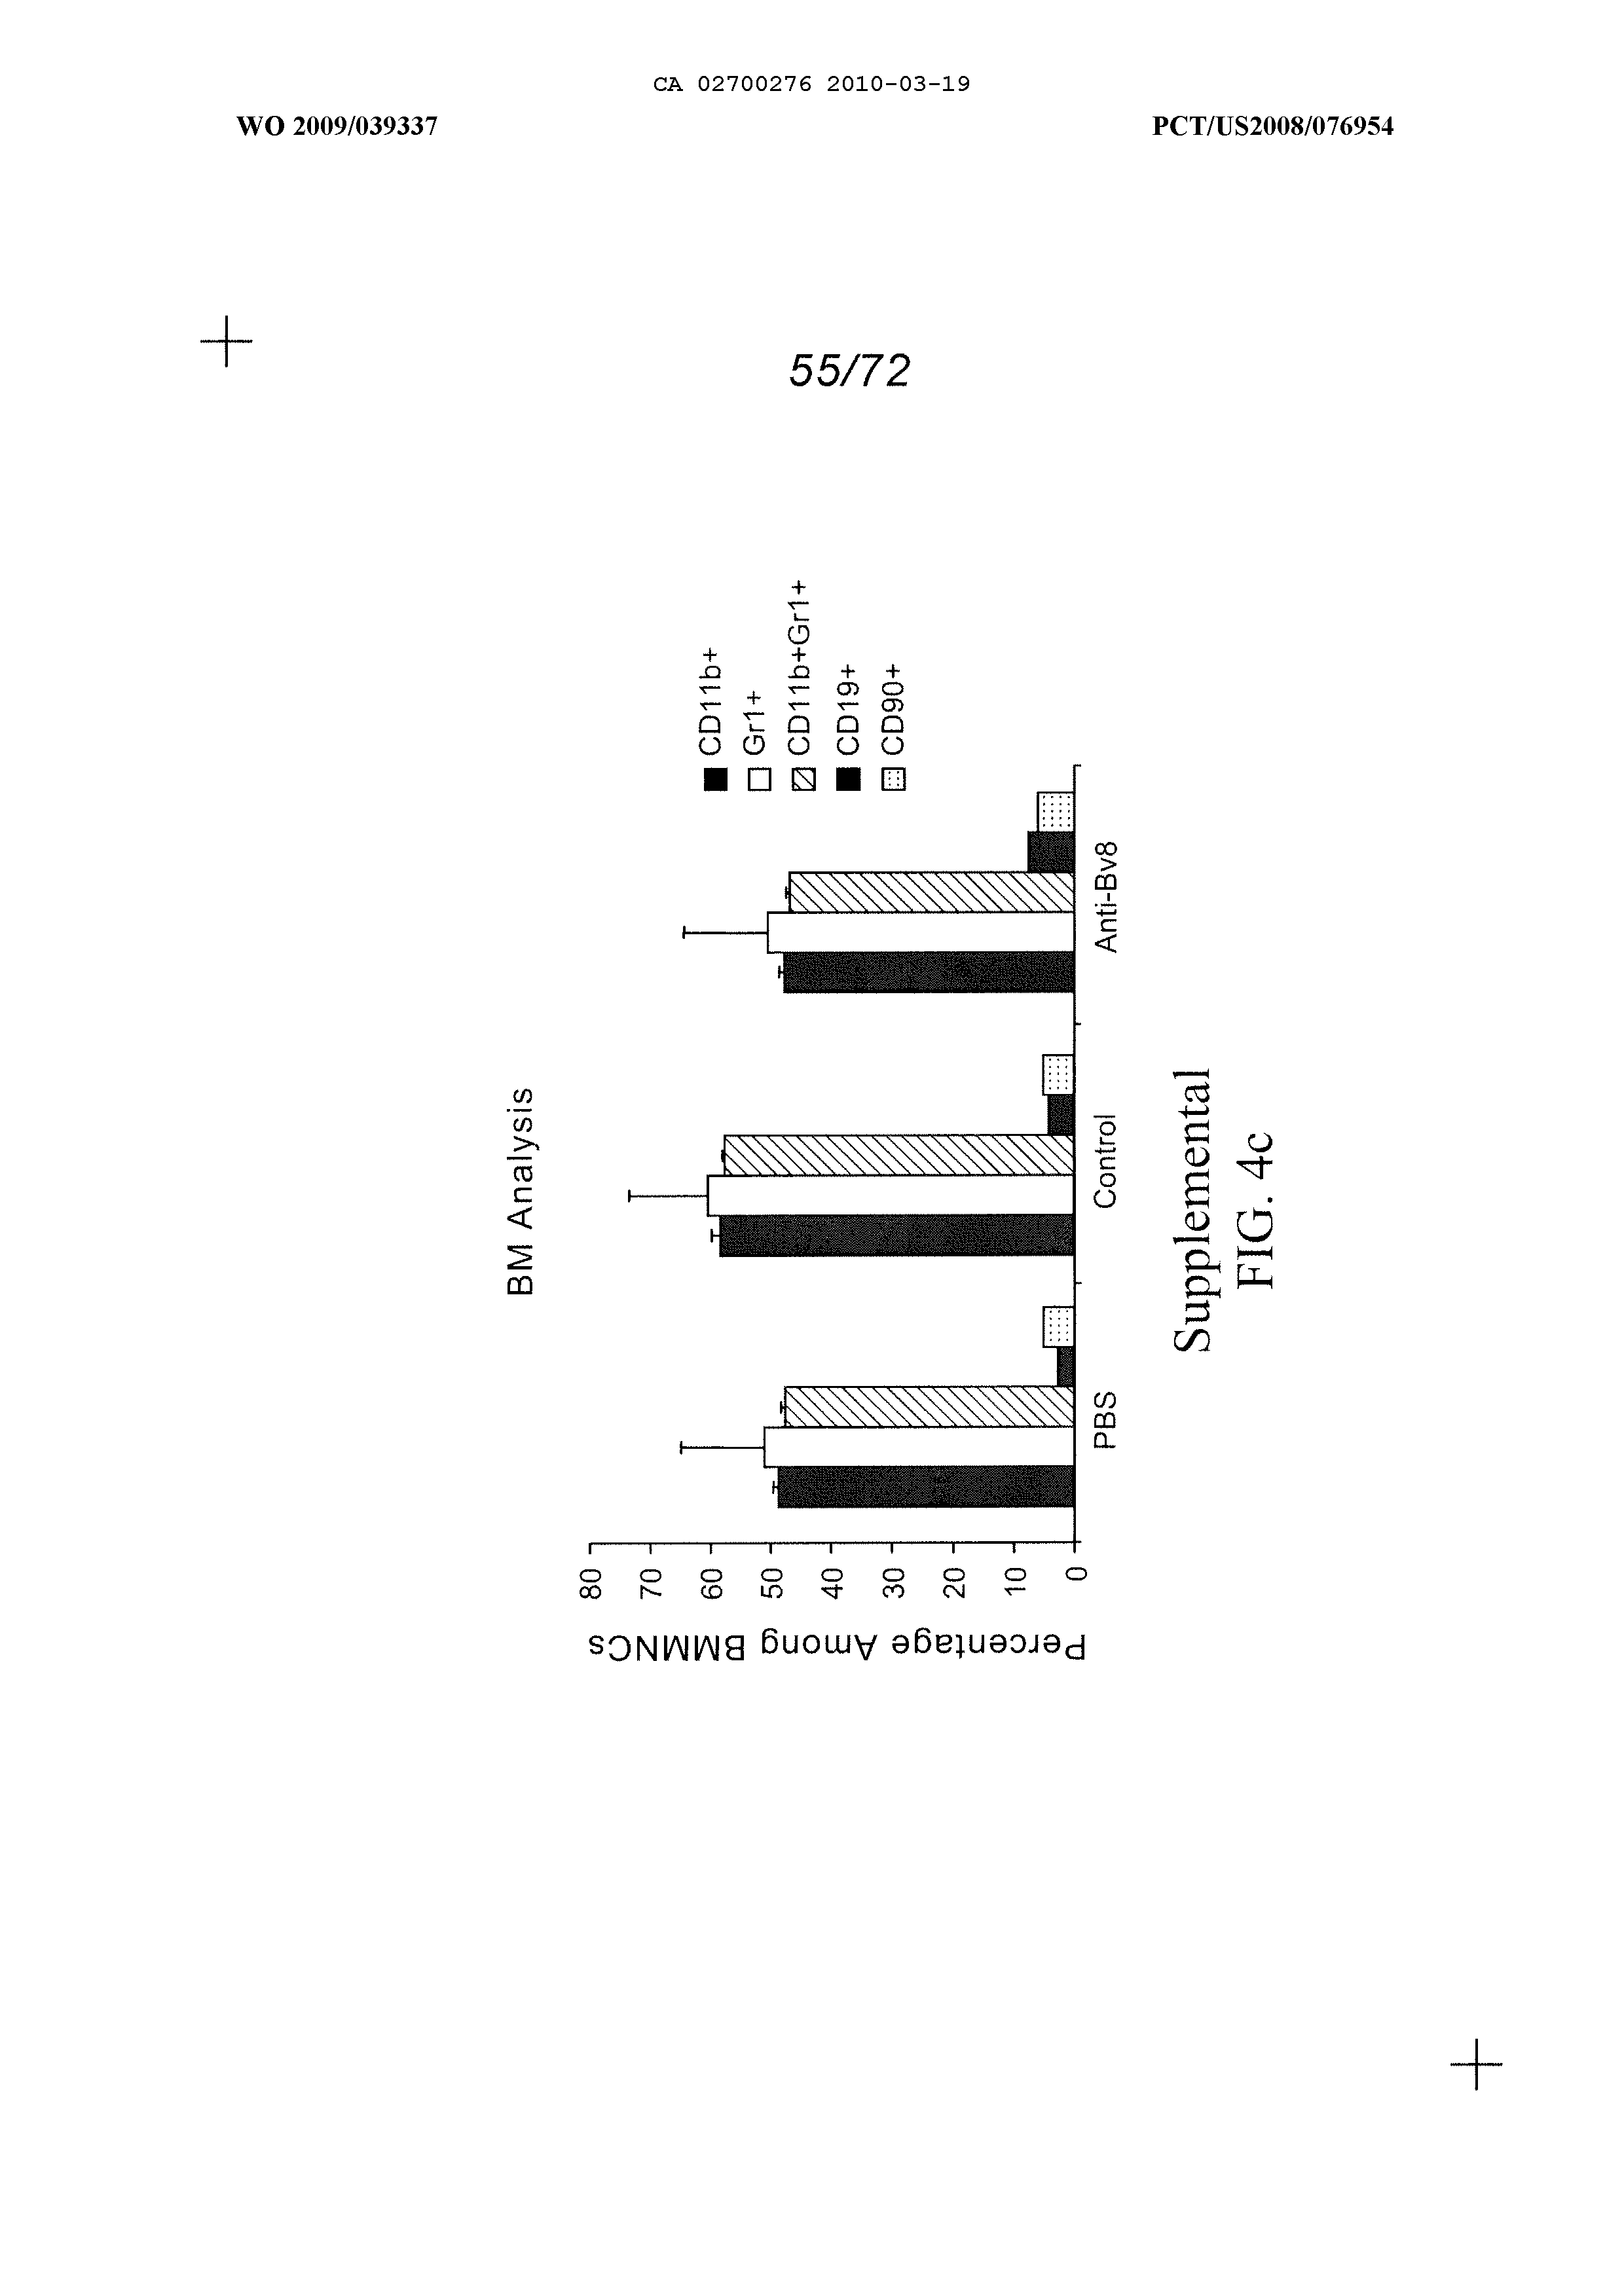 CA 02700276 2010-03-19
WO 2009/039337
PCT/US2008/076954
55/72
BM Analysis
CD11b+
Gr1+
CD11b+Gr1+
CD19+
CD90+
Percentage Among BMMNCs
80
70
60
50
40
30
20
10
0
PBS
Control
Anti-Bv8
Supplemental
FIG. 4c